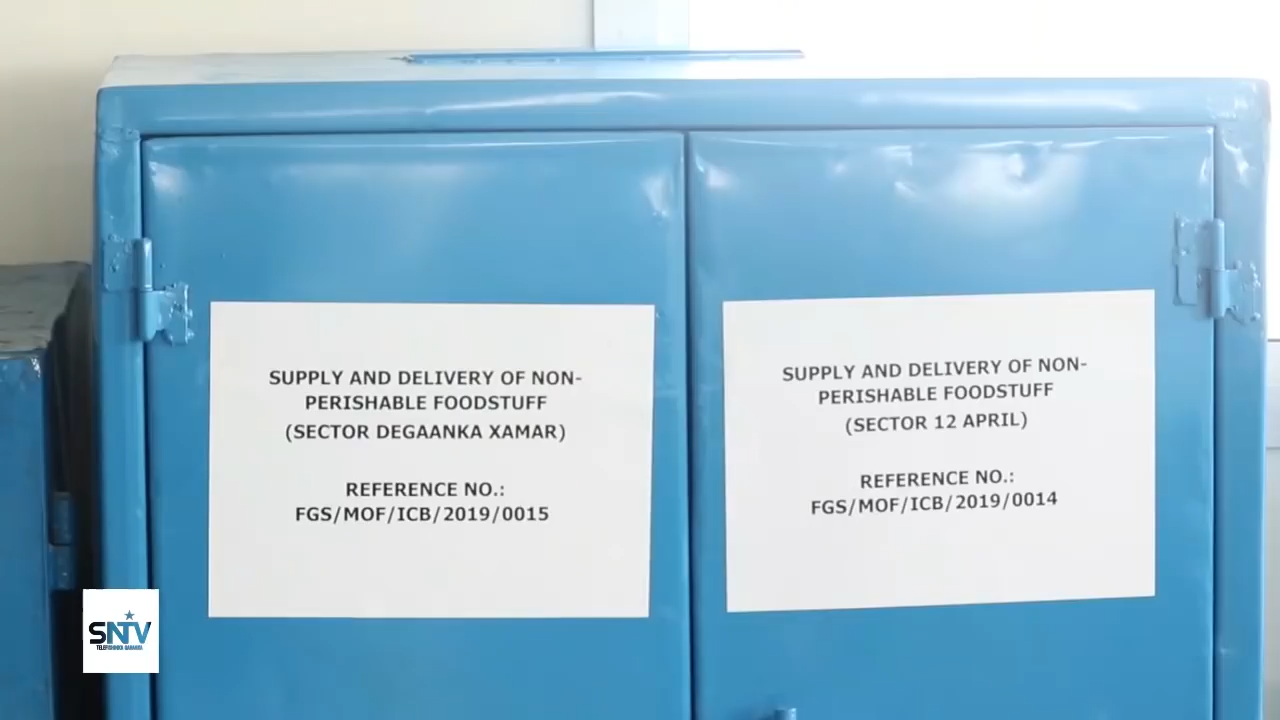 SUPPLY AND DELIVERY OF NON-
PERISHABLE FOODSTUFF
(SECTOR DEGAANKA XAMAR)
REFERENCE NO.:
FGS/MOF/ICB/2019/0015
SUPPLY AND DELIVERY OF NON-
PERISHABLE FOODSTUFF
(SECTOR 12 APRIL)
REFERENCE NO.:
FGS/MOF/ICB/2019/0014
SNTV